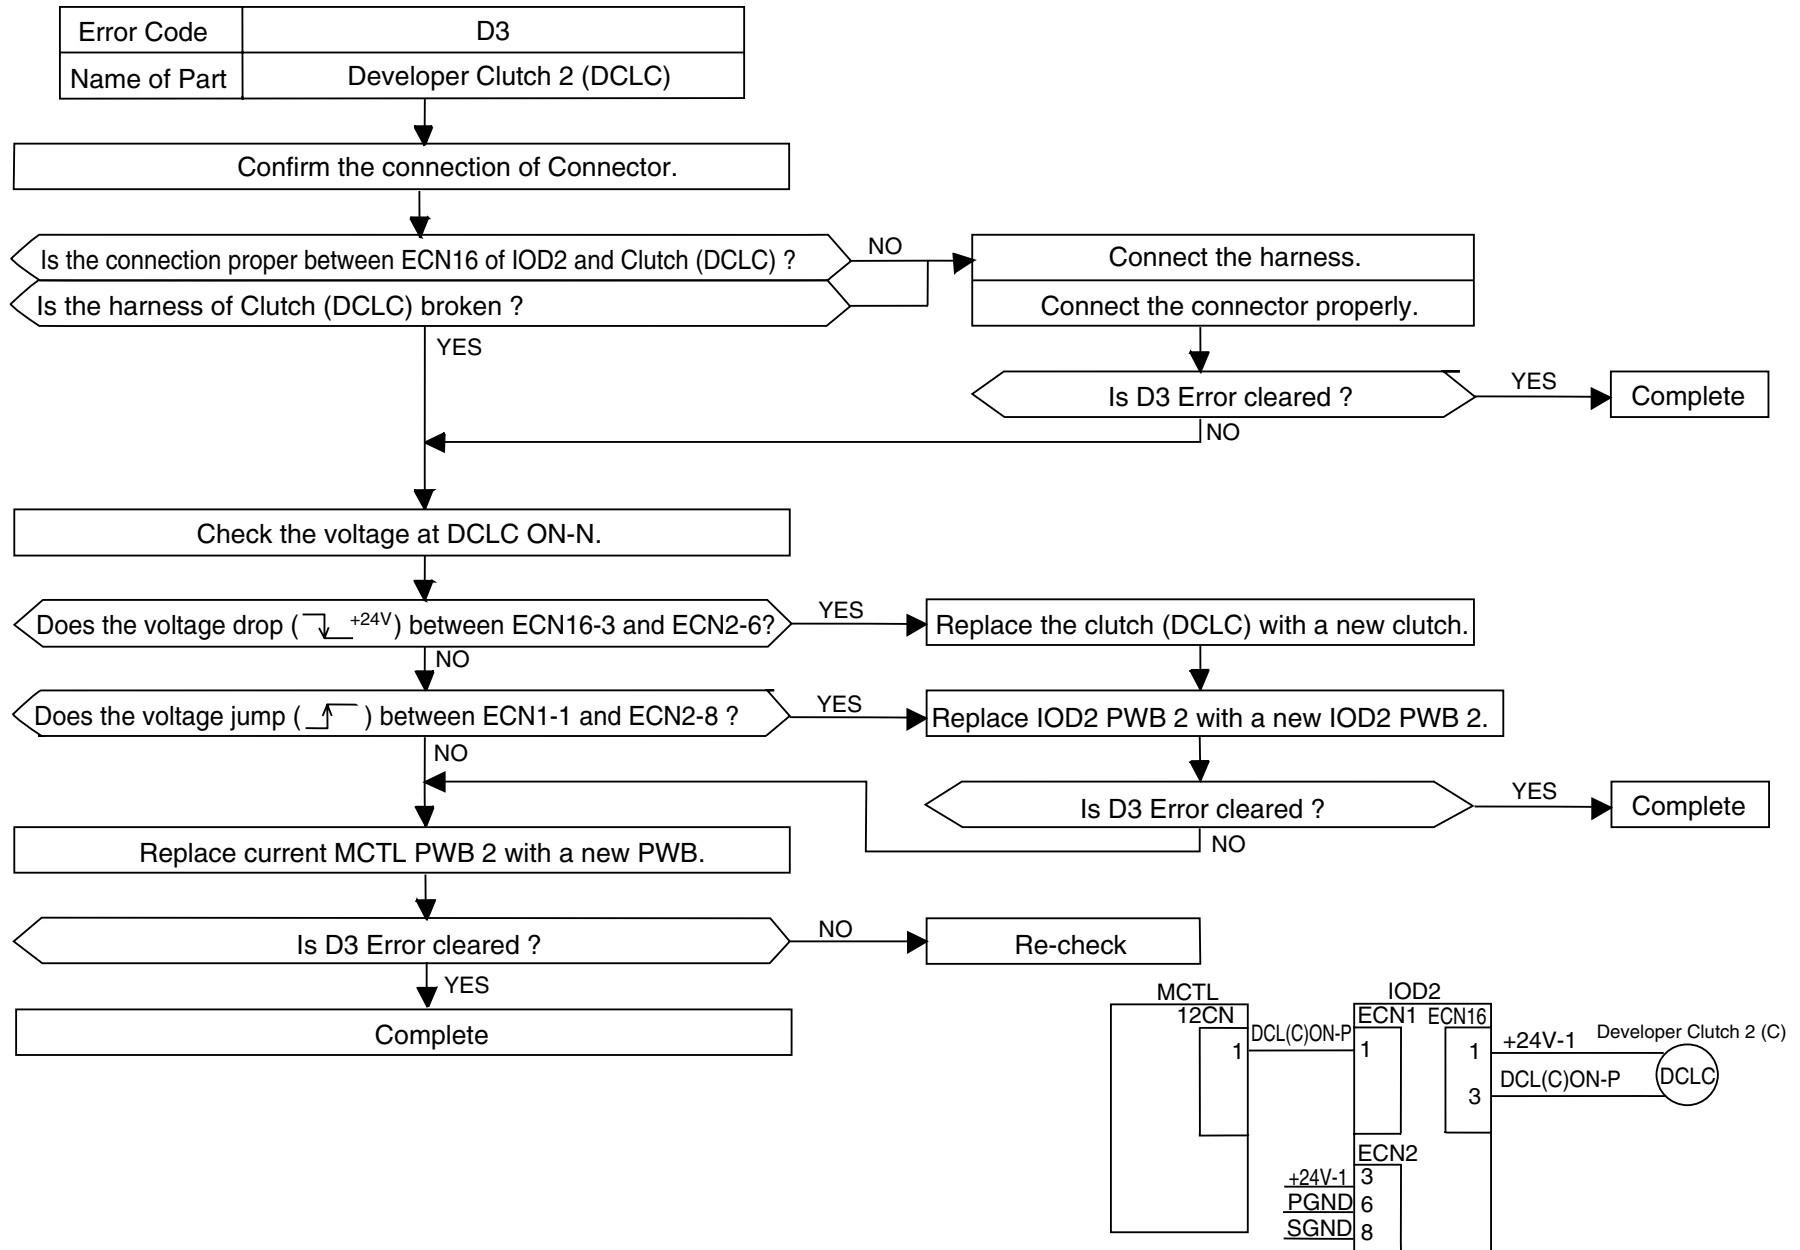 Error Code D3
Name of Part Developer Clutch 2 (DCLC)
Confirm the connection of Connector.
Is the connection proper between ECN16 of IOD2 and Clutch (DCLC) ?
NO
Connect the harness.
Is the harness of Clutch (DCLC) broken ?
Connect the connector properly.
YES
Is D3 Error cleared ?
YES
Complete
NO
Check the voltage at DCLC ON-N.
Does the voltage drop ( +24V) between ECN16-3 and ECN2-6?
YES
Replace the clutch (DCLC) with a new clutch.
NO
Does the voltage jump ( ) between ECN1-1 and ECN2-8 ?
YES
Replace IOD2 PWB 2 with a new IOD2 PWB 2.
NO
Is D3 Error cleared ?
YES
Complete
NO
Replace current MCTL PWB 2 with a new PWB.
Is D3 Error cleared ?
NO
Re-check
YES
Complete
MCTL
IOD2
12CN
ECN1
ECN16
1
DCL(C)ON-P
1
1
+24V-1
Developer Clutch 2 (C)
3
DCL(C)ON-P
DCLC
ECN2
+24V-1 3
PGND 6
SGND 8